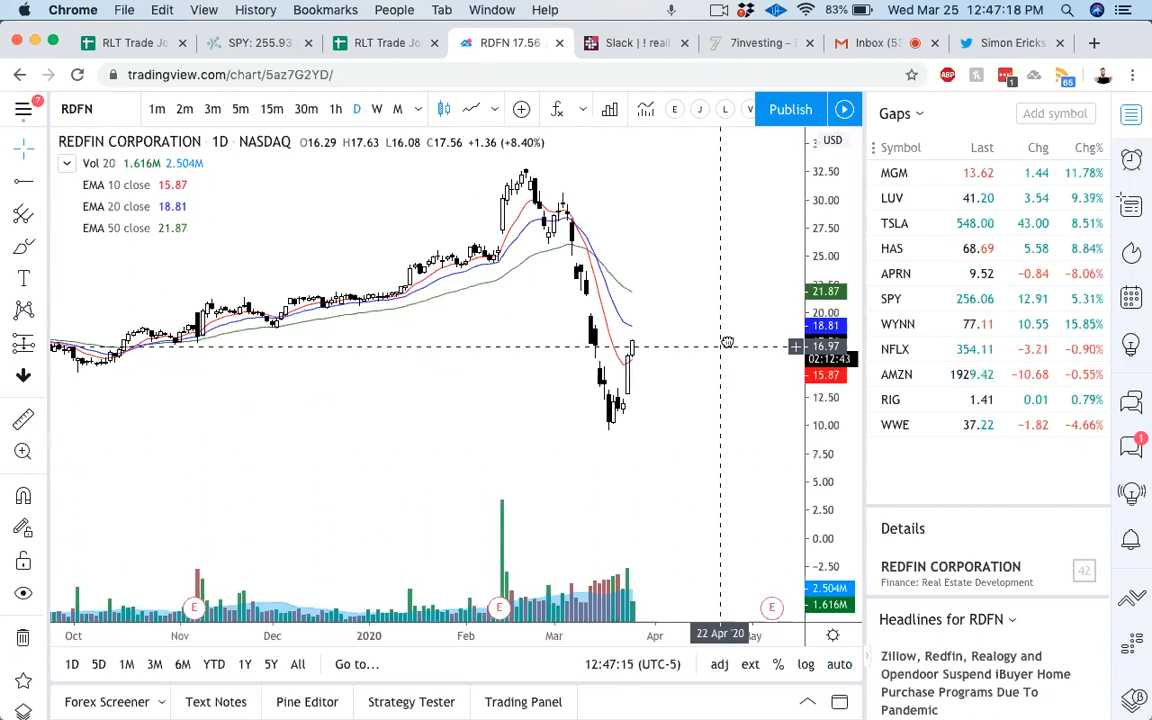 Chrome File Edit View History Bookmarks People Tab Window Help 83% Wed Mar 25 12:47:18 PM
RLT Trade Jo SPY: 255.93 RLT Trade Jo RDFN 17.56 Slack | ! reall 7investing – E Inbox (53 Simon Ericks
tradingview.com/chart/5az7G2YD/ ABP 1 65
7 RDFN 1m 2m 3m 5m 15m 30m 1h D W M E J L Publish Gaps Add symbol
REDFIN CORPORATION 1D NASDAQ O16.29 H17.63 L16.08 C17.56 +1.36 (+8.40%) USD
Vol 20 1.616M 2.504M
EMA 10 close 15.87
EMA 20 close 18.81
EMA 50 close 21.87
32.50
30.00
27.50
25.00
21.87
20.00
18.81
16.97
02:12:43
15.87
12.50
10.00
7.50
5.00
2.50
0.00
−2.50
2.504M
1.616M
E E E
Oct Nov Dec 2020 Feb Mar Apr 22 Apr '20
1D 5D 1M 3M 6M YTD 1Y 5Y All Go to... 12:47:15 (UTC-5) adj ext % log auto
Forex Screener Text Notes Pine Editor Strategy Tester Trading Panel
Symbol Last Chg Chg%
MGM 13.62 1.44 11.78%
LUV 41.20 3.54 9.39%
TSLA 548.00 43.00 8.51%
HAS 68.69 5.58 8.84%
APRN 9.52 −0.84 −8.06%
SPY 256.06 12.91 5.31%
WYNN 77.11 10.55 15.85%
NFLX 354.11 −3.21 −0.90%
AMZN 1929.42 −10.68 −0.55%
RIG 1.41 0.01 0.79%
WWE 37.22 −1.82 −4.66%
1
Details
REDFIN CORPORATION 42
Finance: Real Estate Development
Headlines for RDFN
Zillow, Redfin, Realogy and
Opendoor Suspend iBuyer Home
Purchase Programs Due To
Pandemic